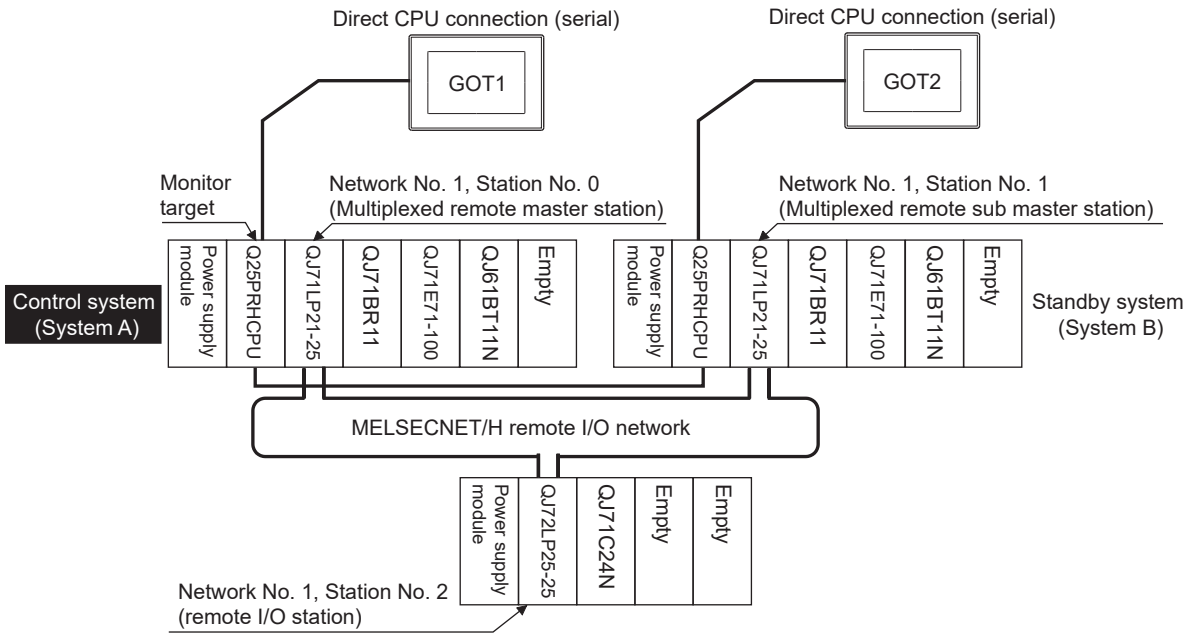 Direct CPU connection (serial)
Direct CPU connection (serial)
GOT1
GOT2
Monitor
target
Network No. 1, Station No. 0
(Multiplexed remote master station)
Network No. 1, Station No. 1
(Multiplexed remote sub master station)
Control system
(System A)
Power supply
module
Q25PRHCPU
QJ71LP21-25
QJ71BR11
QJ71E71-100
QJ61BT11N
Empty
Power supply
module
Q25PRHCPU
QJ71LP21-25
QJ71BR11
QJ71E71-100
QJ61BT11N
Empty
Standby system
(System B)
MELSECNET/H remote I/O network
Power supply
module
QJ72LP25-25
QJ71C24N
Empty
Empty
Network No. 1, Station No. 2
(remote I/O station)